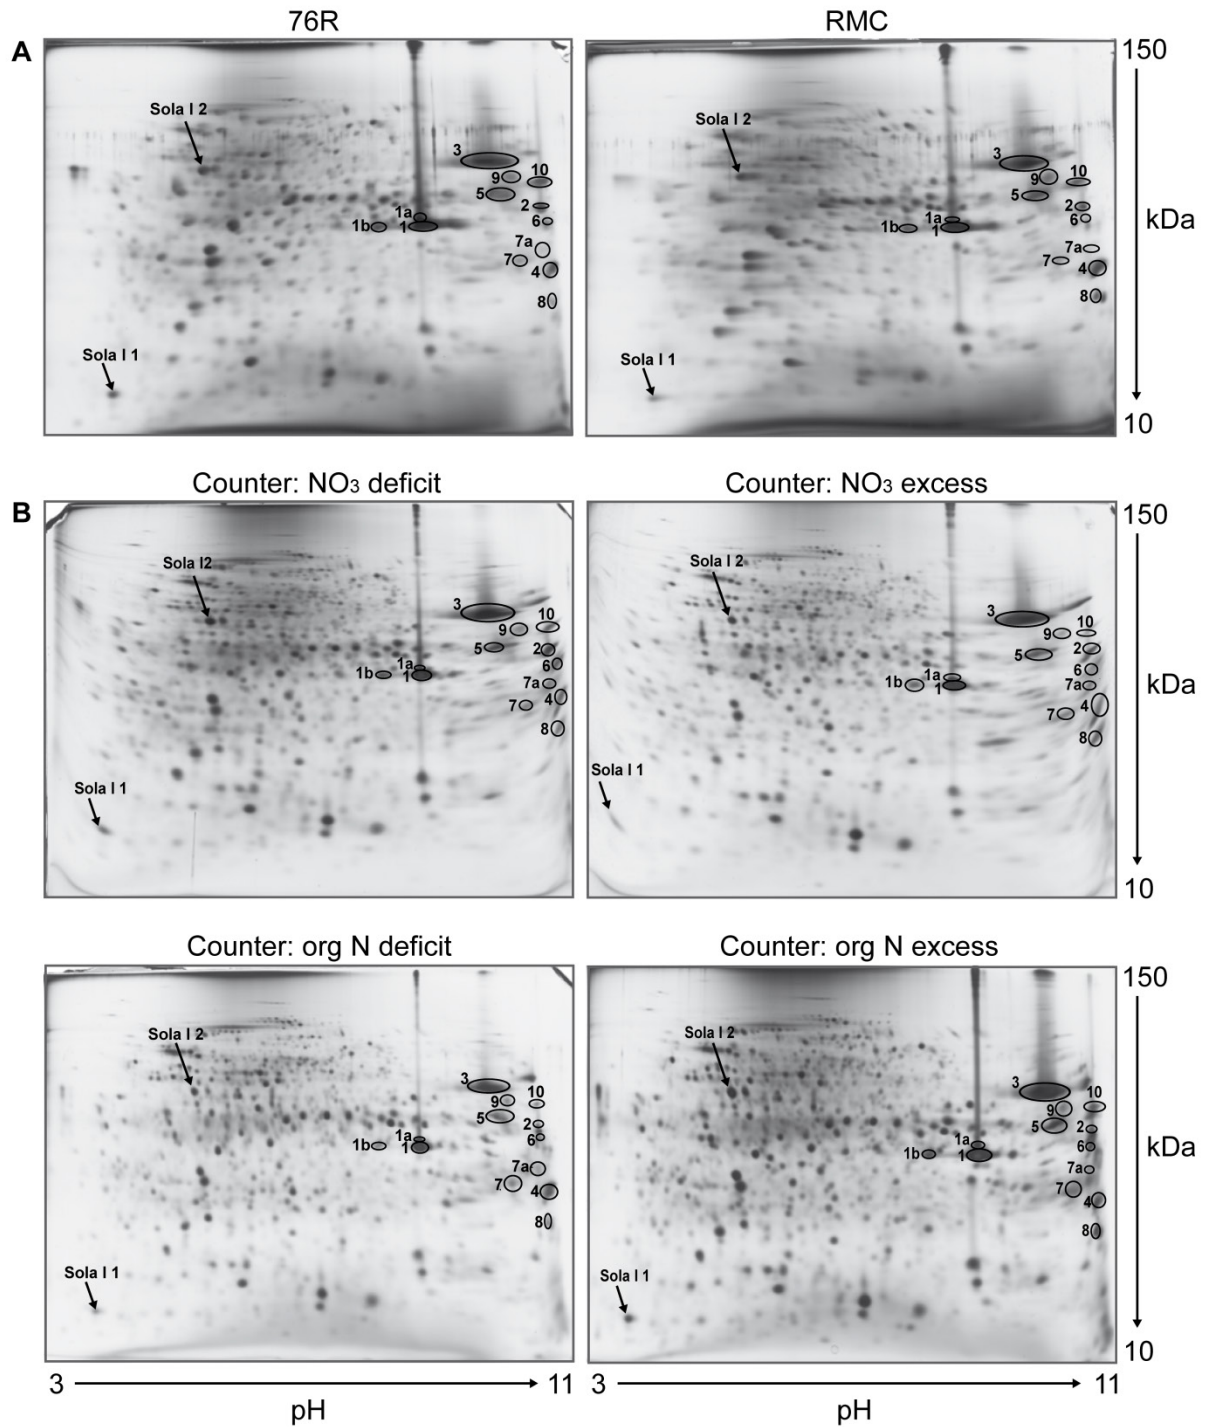 76R RMC
A
150
Sola l 2
3
9
10
5
2
1a
6
1b
1
7a
7
4
8
Sola l 1
Sola l 2
3
9
10
5
2
1a
6
1b
1
7a
7
4
8
Sola l 1
kDa
10
Counter: NO3 deficit Counter: NO3 excess
B
150
Sola l2
3
10
9
5
2
1a
6
1b
1
7a
4
7
8
Sola l 1
Sola l 2
3
10
9
5
2
6
1a
1b
1
7a
4
7
8
Sola l 1
kDa
10
Counter: org N deficit Counter: org N excess
150
Sola l 2
3
10
9
5
2
1a
6
1b
1
7a
7
4
8
Sola l 1
Sola l 2
3
10
9
5
2
1a
6
1b
1
7a
7
4
8
Sola l 1
kDa
10
3 11 3 11
pH pH